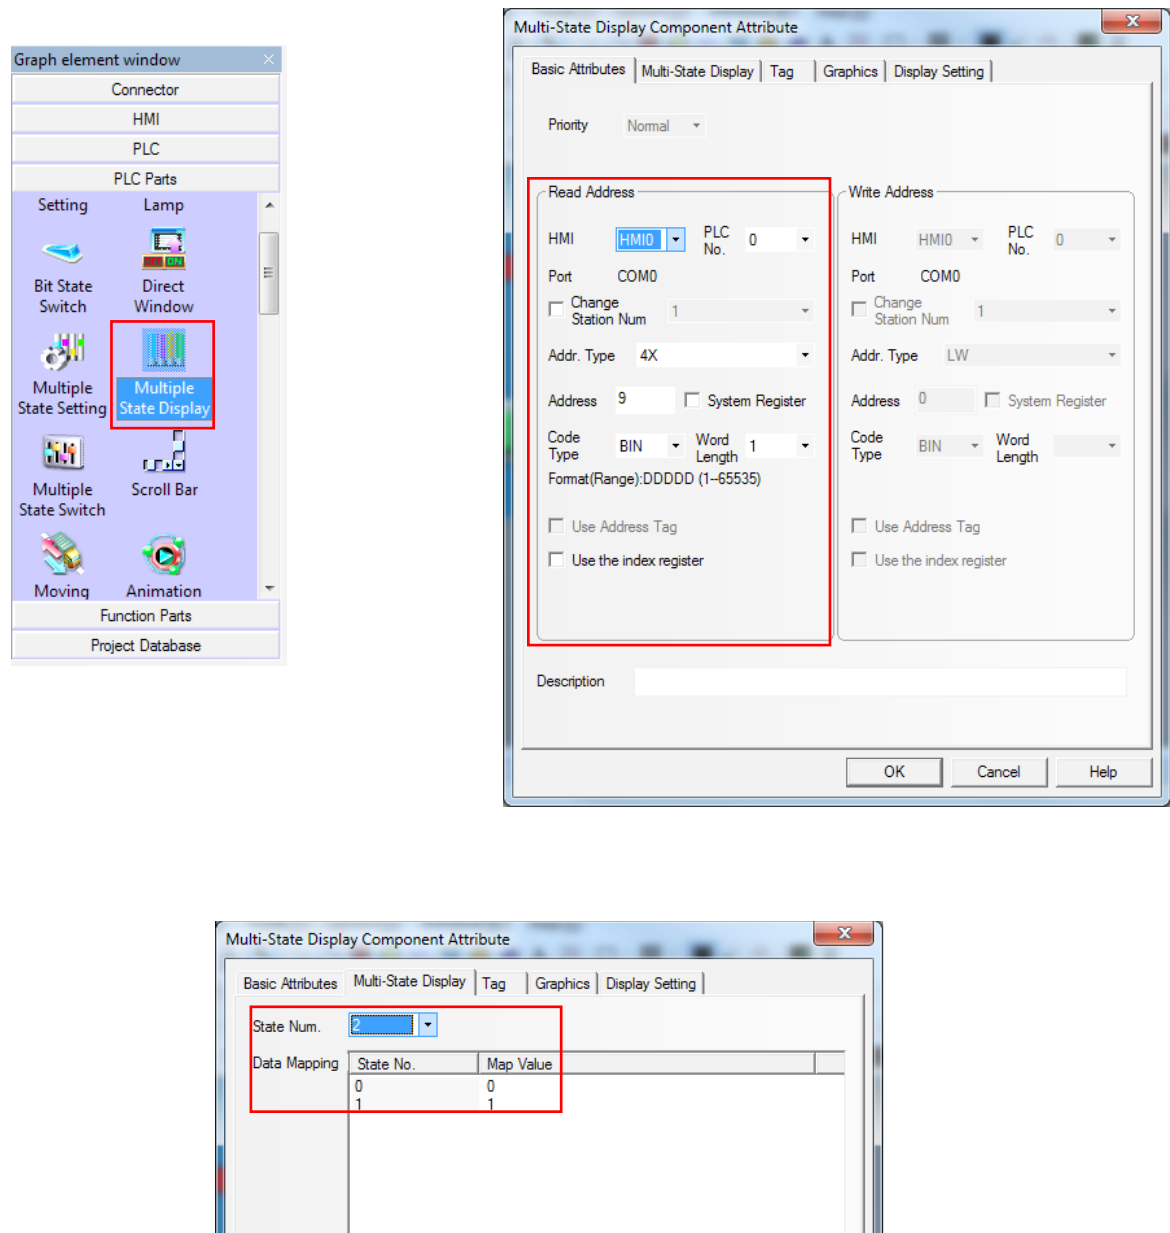 Graph element window
Connector
HMI
PLC
PLC Parts
Setting Lamp
Bit State Switch
Direct Window
Multiple State Setting
Multiple State Display
Multiple State Switch
Scroll Bar
Moving Animation
Function Parts
Project Database
Multi-State Display Component Attribute
Basic Attributes Multi-State Display Tag Graphics Display Setting
Priority Normal
Read Address
HMI HMI0 PLC No. 0
Port COM0
Change Station Num 1
Addr. Type 4X
Address 9 System Register
Code Type BIN Word Length 1
Format(Range):DDDDD (1--65535)
Use Address Tag
Use the index register
Write Address
HMI HMI0 PLC No. 0
Port COM0
Change Station Num 1
Addr. Type LW
Address 0 System Register
Code Type BIN Word Length
Use Address Tag
Use the index register
Description
OK Cancel Help
Multi-State Display Component Attribute
Basic Attributes Multi-State Display Tag Graphics Display Setting
State Num. 2
Data Mapping State No. Map Value
0 0
1 1